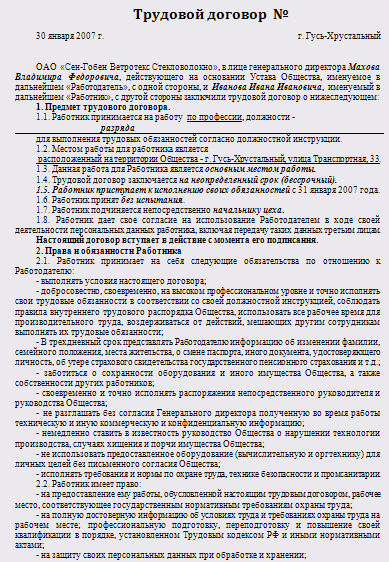 Трудовой договор №
30 января 2007 г. г. Гусь-Хрустальный
ОАО «Сен-Гобен Ветротекс Стекловолокно», в лице генерального директора Махова
Владимира Федоровича, действующего на основании Устава Общества, именуемое в
дальнейшем «Работодатель», с одной стороны, и Иванова Ивана Ивановича, именуемый в
дальнейшем «Работник», с другой стороны заключили трудовой договор о нижеследующем:
1. Предмет трудового договора.
1.1. Работник принимается на работу по профессии, должности -
разряда
для выполнения трудовых обязанностей согласно должностной инструкции.
1.2. Местом работы для работника является
расположенный на территории Общества - г. Гусь-Хрустальный, улица Транспортная, 33.
1.3. Данная работа для Работника является основным местом работы.
1.4. Трудовой договор заключается на неопределенный срок (бессрочный).
1.5. Работник приступает к исполнению своих обязанностей с 31 января 2007 года.
1.6. Работник принят без испытания.
1.7. Работник подчиняется непосредственно начальнику цеха.
1.8. Работник дает свое согласие на использование Работодателем в ходе своей
деятельности персональных данных работника, включая передачу таких данных третьим лицам.
Настоящий договор вступает в действие с момента его подписания.
2. Права и обязанности Работника
2.1. Работник принимает на себя следующие обязательства по отношению к
Работодателю:
- выполнять условия настоящего договора;
- добросовестно, своевременно, на высоком профессиональном уровне и точно исполнять
свои трудовые обязанности в соответствии со своей должностной инструкцией, соблюдать
правила внутреннего трудового распорядка Общества, использовать все рабочее время для
производительного труда, воздерживаться от действий, мешающих другим сотрудникам
выполнять их трудовые обязанности;
- В трехдневный срок представлять Работодателю информацию об изменении фамилии,
семейного положения, места жительства, о смене паспорта, иного документа, удостоверяющего
личность, об утере страхового свидетельства государственного пенсионного страхования и т.д.;
- заботиться о сохранности оборудования и иного имущества Общества, а также
собственности других работников;
- своевременно и точно исполнять распоряжения непосредственного руководителя и
руководства Общества;
- не разглашать без согласия Генерального директора полученную во время работы
техническую и иную коммерческую и конфиденциальную информацию;
- немедленно ставить в известность руководство Общества о нарушении технологии
производства, случаях хищения и порчи имущества Общества;
- не использовать предоставленное оборудование (вычислительную и оргтехнику) для
личных целей без письменного согласия Общества;
- исполнять требования и нормы по охране труда, технике безопасности и промсанитарии
2.2. Работник имеет право:
- на предоставление ему работы, обусловленной настоящим трудовым договором, рабочее
место, соответствующее государственным нормативным требованиям охраны труда;
- на полную достоверную информацию об условиях труда и требованиях охраны труда на
рабочем месте; профессиональную подготовку, переподготовку и повышение своей
квалификации в порядке, установленном Трудовым кодексом РФ и иными нормативными
актами;
- на защиту своих персональных данных при обработке и хранении;